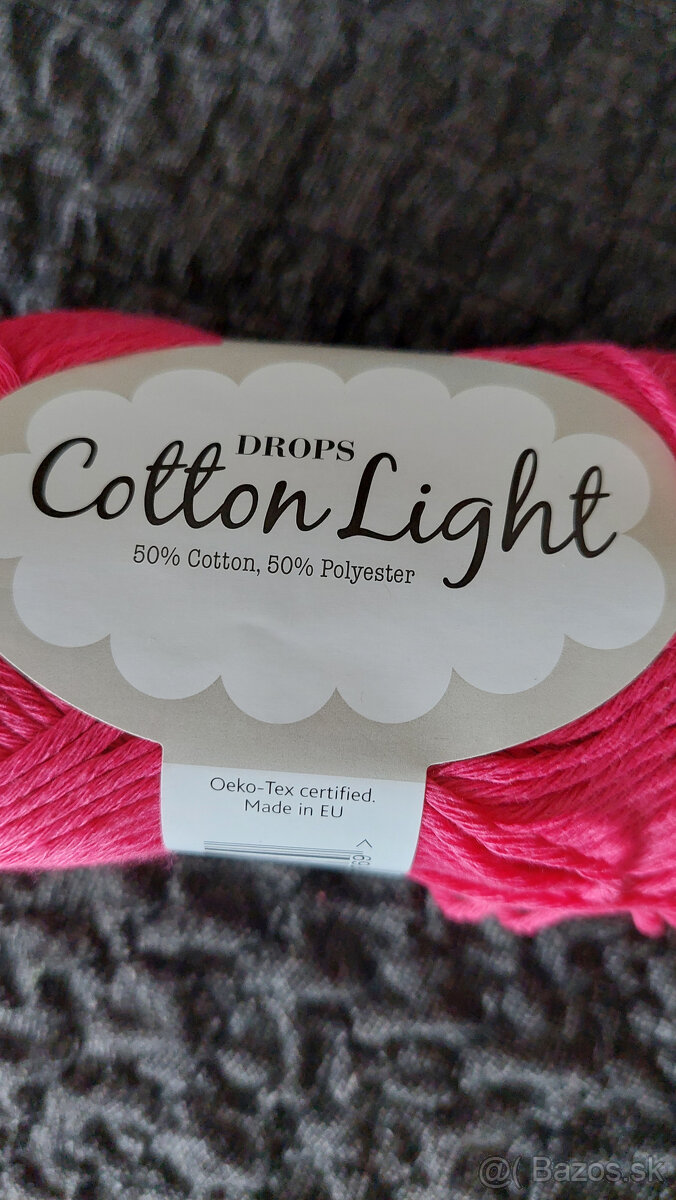 DROPS
Cotton Light
50% Cotton, 50% Polyester
Oeko-Tex certified.
Made in EU
@( Bazos.sk